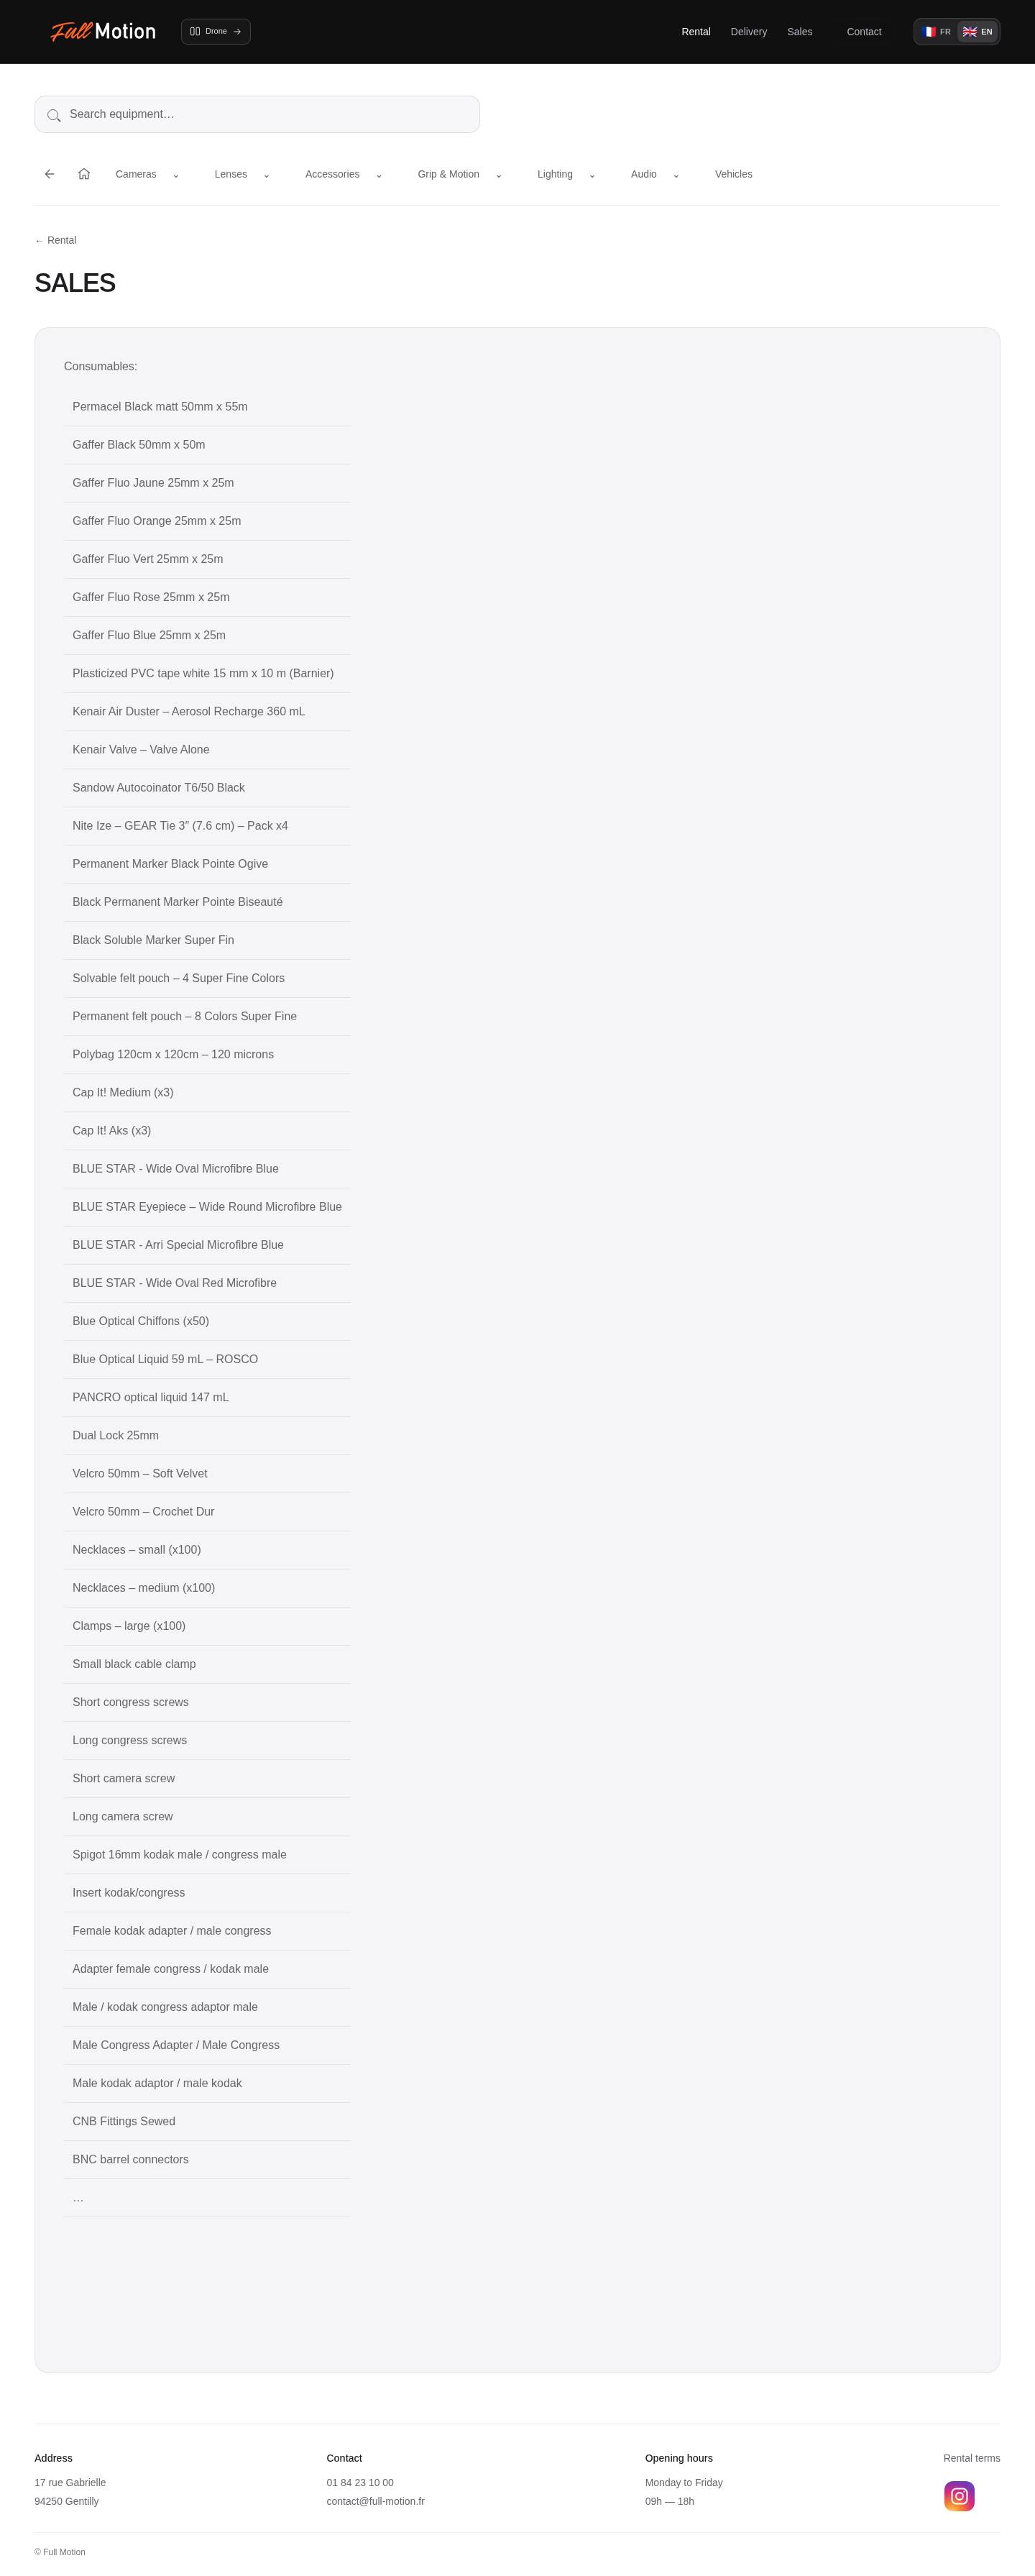 Full Motion
Drone →
Rental Delivery Sales Contact FR EN
Search equipment…
Cameras Lenses Accessories Grip & Motion Lighting Audio Vehicles
← Rental
SALES
Consumables:
Permacel Black matt 50mm x 55m
Gaffer Black 50mm x 50m
Gaffer Fluo Jaune 25mm x 25m
Gaffer Fluo Orange 25mm x 25m
Gaffer Fluo Vert 25mm x 25m
Gaffer Fluo Rose 25mm x 25m
Gaffer Fluo Blue 25mm x 25m
Plasticized PVC tape white 15 mm x 10 m (Barnier)
Kenair Air Duster – Aerosol Recharge 360 mL
Kenair Valve – Valve Alone
Sandow Autocoinator T6/50 Black
Nite Ize – GEAR Tie 3″ (7.6 cm) – Pack x4
Permanent Marker Black Pointe Ogive
Black Permanent Marker Pointe Biseauté
Black Soluble Marker Super Fin
Solvable felt pouch – 4 Super Fine Colors
Permanent felt pouch – 8 Colors Super Fine
Polybag 120cm x 120cm – 120 microns
Cap It! Medium (x3)
Cap It! Aks (x3)
BLUE STAR - Wide Oval Microfibre Blue
BLUE STAR Eyepiece – Wide Round Microfibre Blue
BLUE STAR - Arri Special Microfibre Blue
BLUE STAR - Wide Oval Red Microfibre
Blue Optical Chiffons (x50)
Blue Optical Liquid 59 mL – ROSCO
PANCRO optical liquid 147 mL
Dual Lock 25mm
Velcro 50mm – Soft Velvet
Velcro 50mm – Crochet Dur
Necklaces – small (x100)
Necklaces – medium (x100)
Clamps – large (x100)
Small black cable clamp
Short congress screws
Long congress screws
Short camera screw
Long camera screw
Spigot 16mm kodak male / congress male
Insert kodak/congress
Female kodak adapter / male congress
Adapter female congress / kodak male
Male / kodak congress adaptor male
Male Congress Adapter / Male Congress
Male kodak adaptor / male kodak
CNB Fittings Sewed
BNC barrel connectors
…
Address
17 rue Gabrielle
94250 Gentilly
Contact
01 84 23 10 00
contact@full-motion.fr
Opening hours
Monday to Friday
09h — 18h
Rental terms
© Full Motion